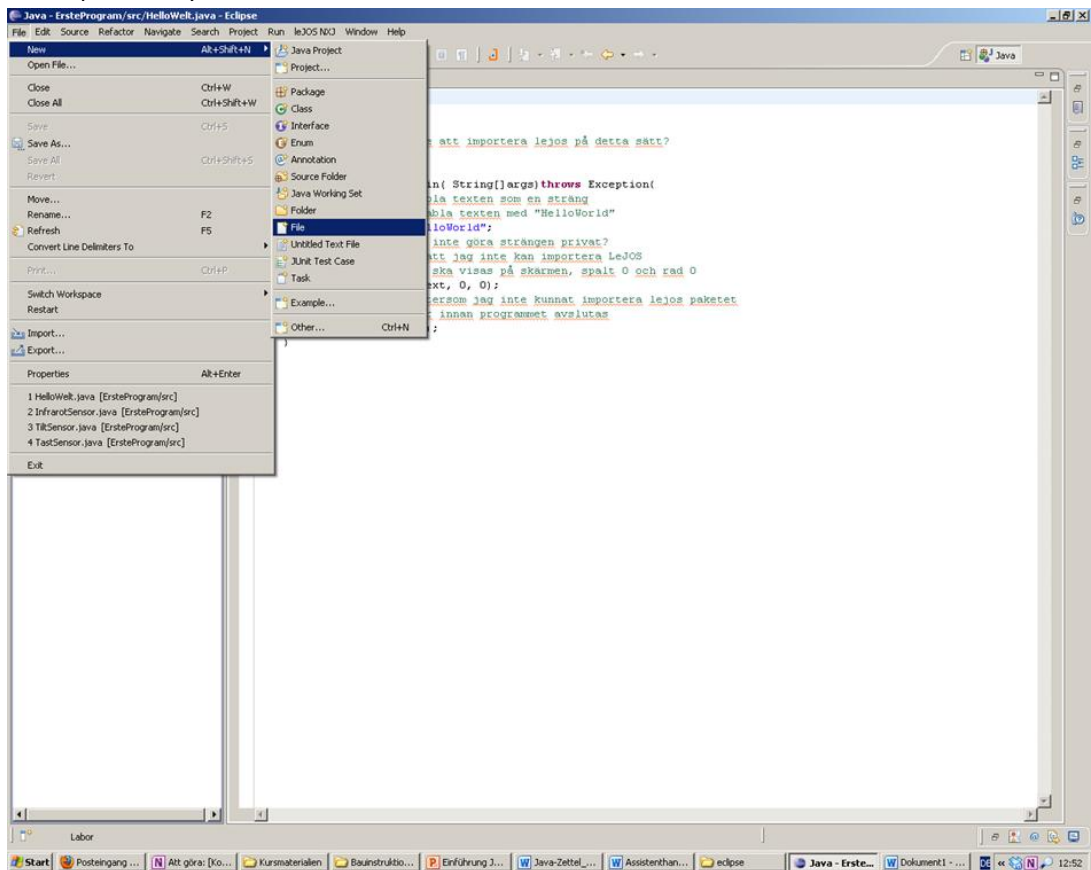 Java - ErsteProgram/src/HelloWelt.java - Eclipse
File Edit Source Refactor Navigate Search Project Run leJOS NXJ Window Help
New Alt+Shift+N
Open File...
Close Ctrl+W
Close All Ctrl+Shift+W
Save Ctrl+S
Save As...
Save All Ctrl+Shift+S
Revert
Move...
Rename... F2
Refresh F5
Convert Line Delimiters To
Print... Ctrl+P
Switch Workspace
Restart
Import...
Export...
Properties Alt+Enter
1 HelloWelt.java [ErsteProgram/src]
2 InfrarotSensor.java [ErsteProgram/src]
3 TiltSensor.java [ErsteProgram/src]
4 TastSensor.java [ErsteProgram/src]
Exit
Java Project
Project...
Package
Class
Interface
Enum
Annotation
Source Folder
Java Working Set
Folder
File
Untitled Text File
JUnit Test Case
Task
Example...
Other... Ctrl+N
Java
att importera lejos på detta sätt?
in( String[]args)throws Exception(
la texten som en sträng
bla texten med "HelloWorld"
lloWorld";
inte göra strängen privat?
att jag inte kan importera LeJOS
ska visas på skärmen, spalt 0 och rad 0
ext, 0, 0);
tersom jag inte kunnat importera lejos paketet
innan programmet avslutas
);
)
Labor
Start Posteingang ... Att göra: [Ko... Kursmaterialien Bauinstruktio... Einführung J... Java-Zettel_... Assistenthan... eclipse Java - Erste... Dokument1 - ... DE « 12:52